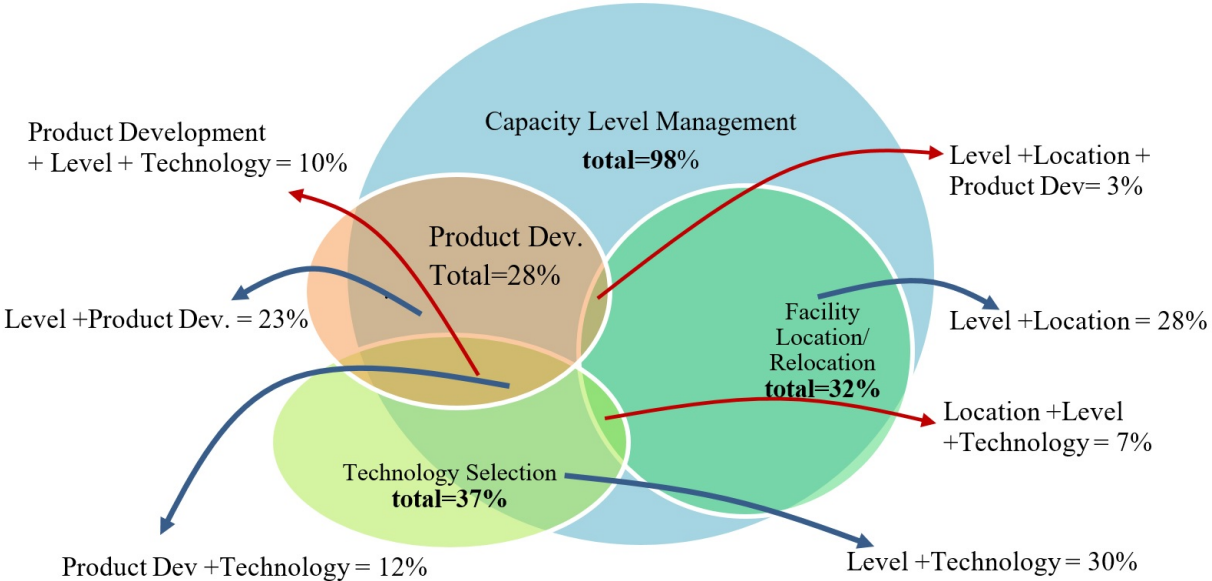 Capacity Level Management
total=98%
Product Development
+ Level + Technology = 10%
Level +Location +
Product Dev= 3%
Product Dev.
Total=28%
Level +Product Dev. = 23%
Facility
Location/
Relocation
total=32%
Level +Location = 28%
Location +Level
+Technology = 7%
Technology Selection
total=37%
Product Dev +Technology = 12%
Level +Technology = 30%